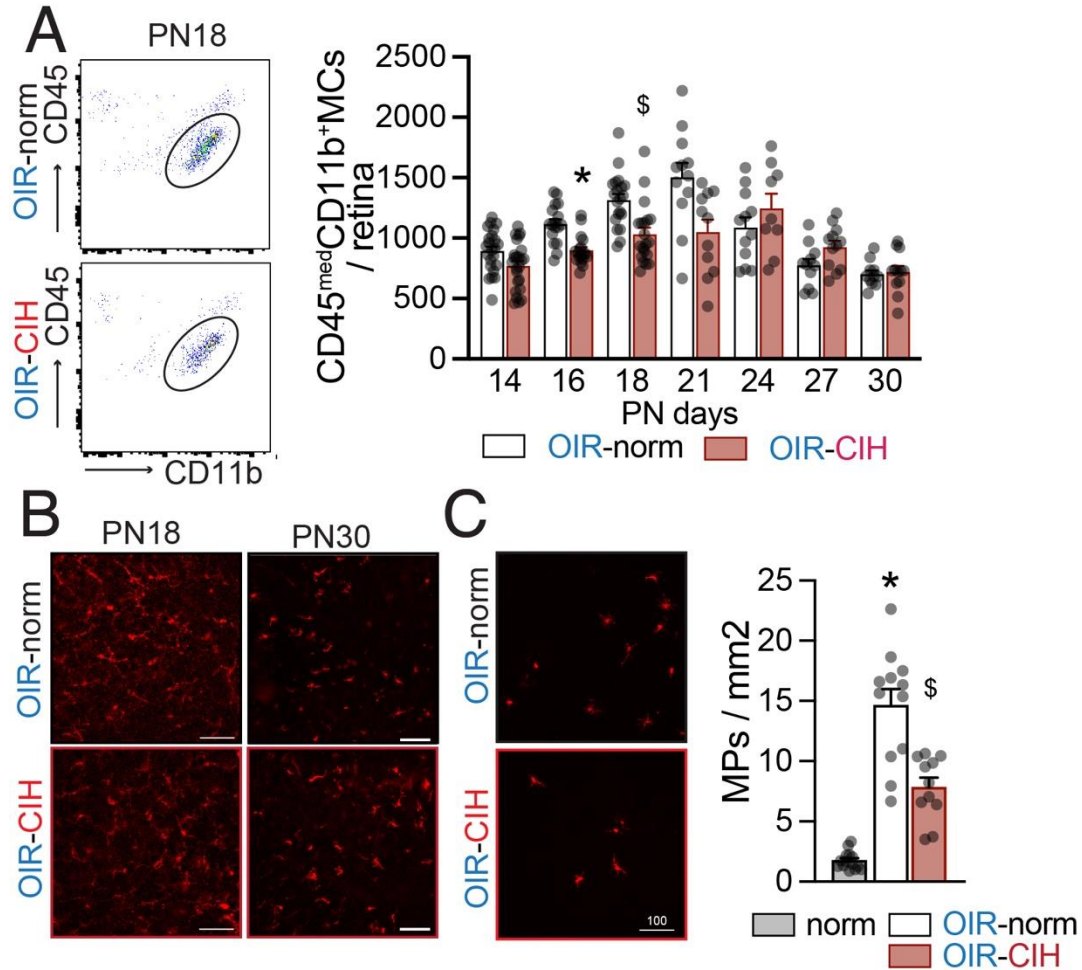 A
PN18
OIR-norm
CD45
OIR-CIH
CD45
CD11b
CD45medCD11b+MCs
/ retina
2500
2000
1500
1000
500
0
*
$
14 16 18 21 24 27 30
PN days
OIR-norm OIR-CIH
B
PN18 PN30
OIR-norm
OIR-CIH
C
OIR-norm
OIR-CIH
100
MPs / mm2
25
20
15
10
5
0
*
$
norm OIR-norm
OIR-CIH